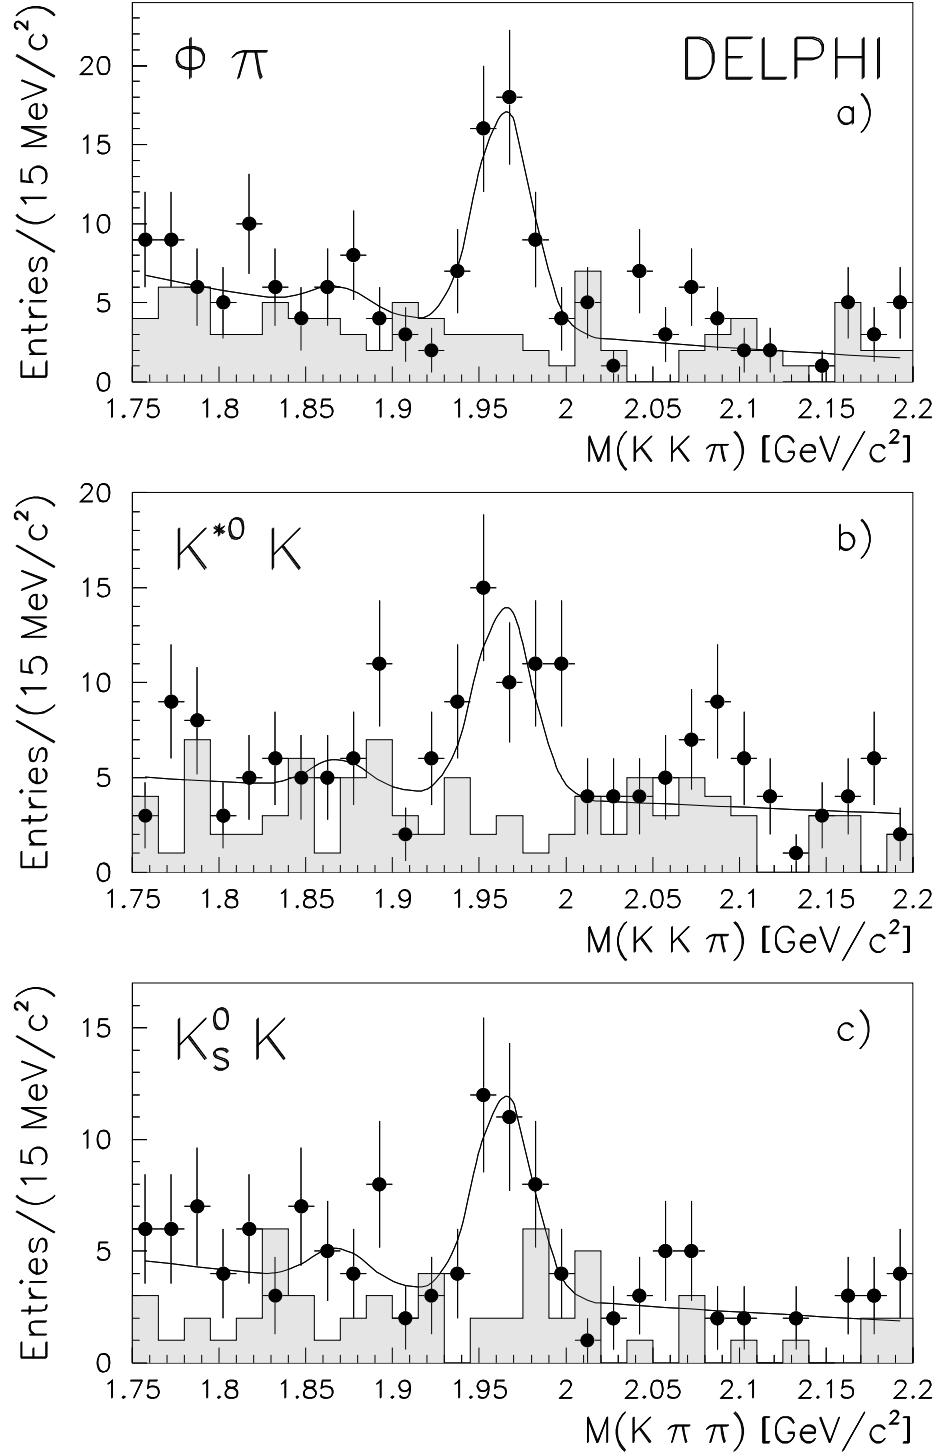 Φ π DELPHI
a)
Entries/(15 MeV/c²)
20
15
10
5
0
1.75 1.8 1.85 1.9 1.95 2 2.05 2.1 2.15 2.2
M(K K π) [GeV/c²]
K*⁰ K b)
Entries/(15 MeV/c²)
20
15
10
5
0
1.75 1.8 1.85 1.9 1.95 2 2.05 2.1 2.15 2.2
M(K K π) [GeV/c²]
K⁰S K c)
Entries/(15 MeV/c²)
15
10
5
0
1.75 1.8 1.85 1.9 1.95 2 2.05 2.1 2.15 2.2
M(K π π) [GeV/c²]